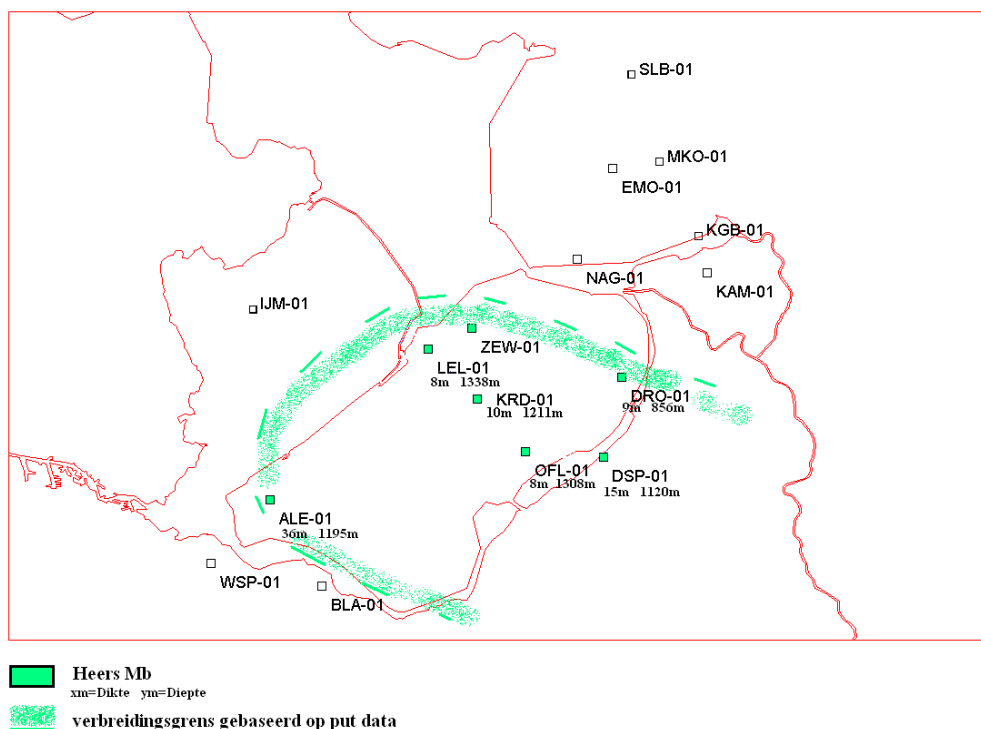 SLB-01
MKO-01
EMO-01
KGB-01
NAG-01
KAM-01
IJM-01
ZEW-01
LEL-01
8m 1338m
KRD-01
10m 1211m
DRO-01
9m 856m
OFL-01
8m 1308m
DSP-01
15m 1120m
ALE-01
36m 1195m
WSP-01
BLA-01
Heers Mb
xm=Dikte ym=Diepte
verbreidingsgrens gebaseerd op put data